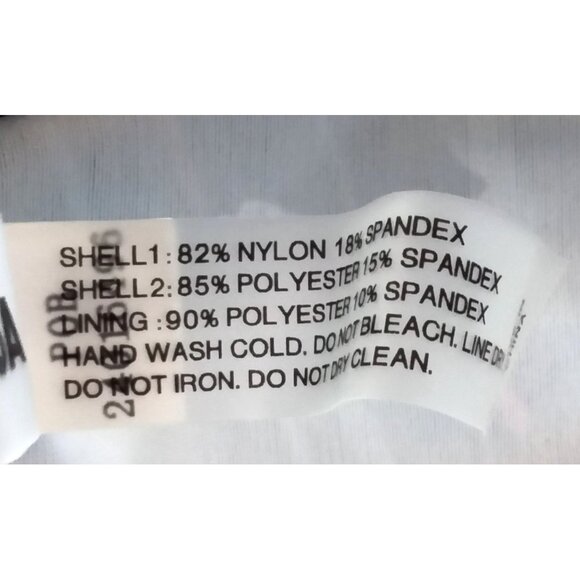 SHELL1:82% NYLON 18% SPANDEX
SHELL2:85% POLYESTER 15% SPANDEX
LINING :90% POLYESTER 10% SPANDEX
HAND WASH COLD. DO NOT BLEACH. LINE DRY.
DO NOT IRON. DO NOT DRY CLEAN.